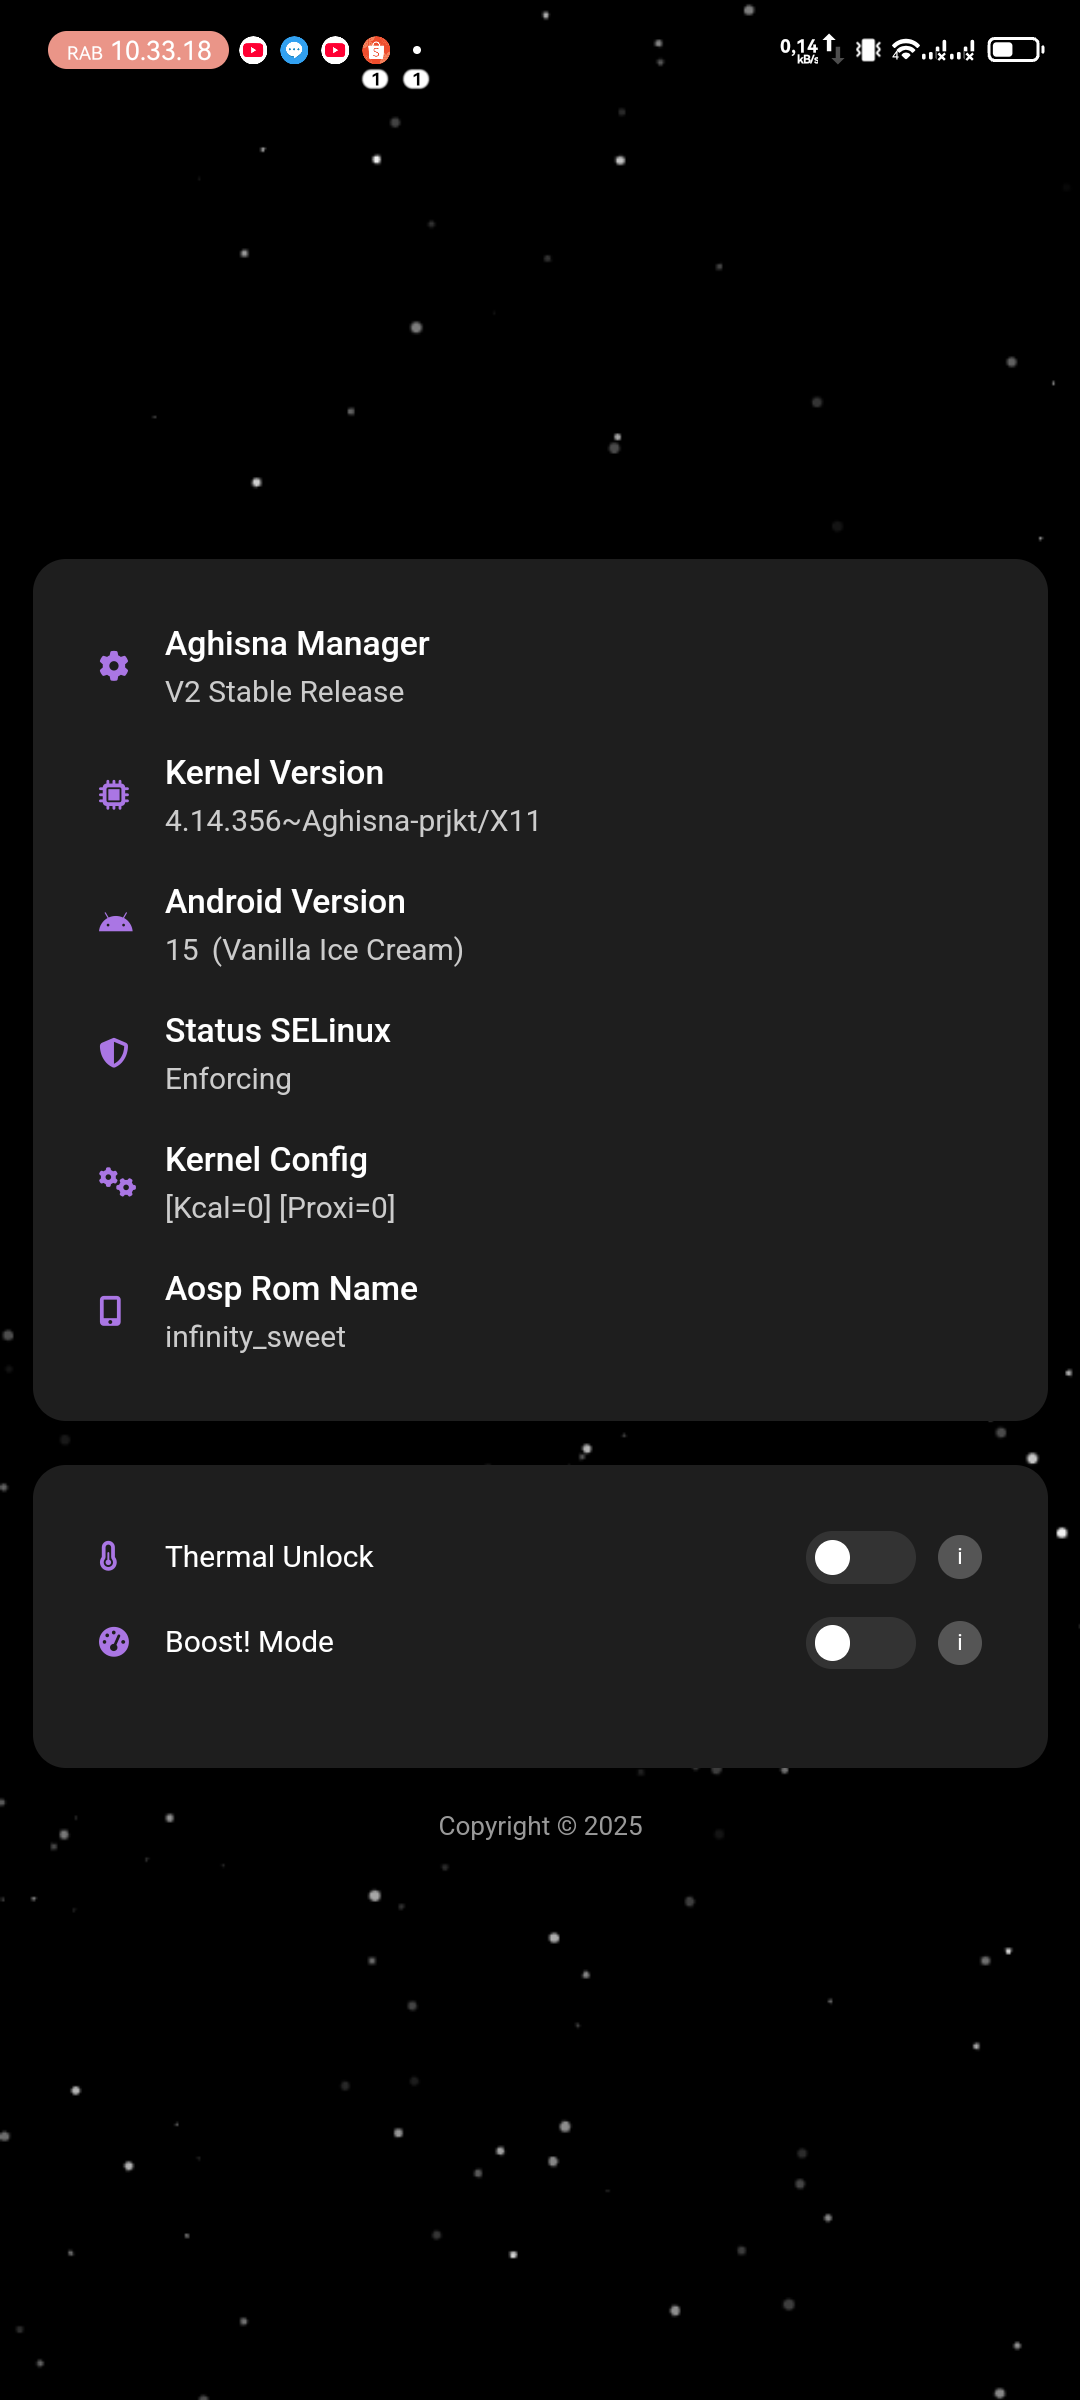 RAB 10.33.18
1 1
0,14 kB/s
4
Aghisna Manager
V2 Stable Release
Kernel Version
4.14.356~Aghisna-prjkt/X11
Android Version
15 (Vanilla Ice Cream)
Status SELinux
Enforcing
Kernel Config
[Kcal=0] [Proxi=0]
Aosp Rom Name
infinity_sweet
Thermal Unlock
i
Boost! Mode
i
Copyright © 2025